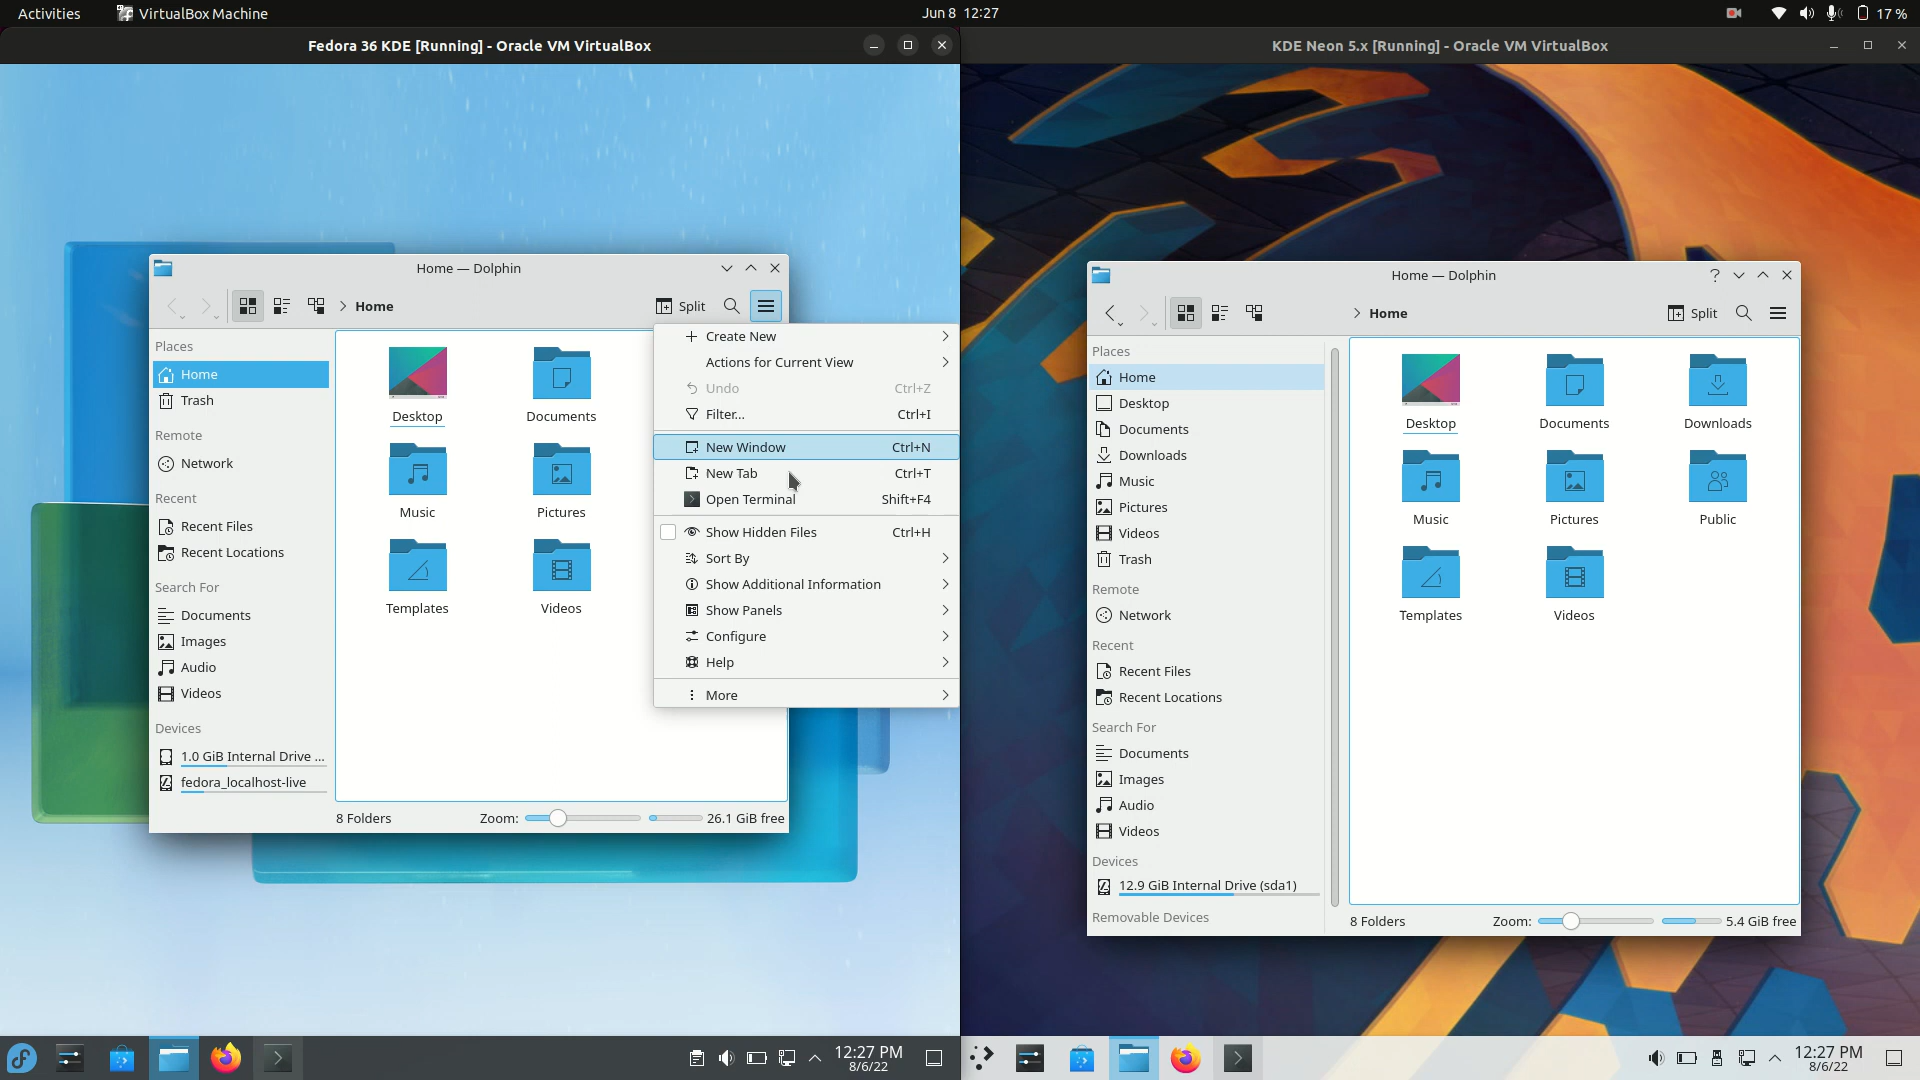 Activities
VirtualBox Machine
Jun 8 12:27
17 %
Fedora 36 KDE [Running] - Oracle VM VirtualBox
Home — Dolphin
Home
Split
Places
Home
Trash
Remote
Network
Recent
Recent Files
Recent Locations
Search For
Documents
Images
Audio
Videos
Devices
1.0 GiB Internal Drive ...
fedora_localhost-live
Desktop
Documents
Music
Pictures
Templates
Videos
8 Folders
Zoom:
26.1 GiB free
Create New
Actions for Current View
Undo Ctrl+Z
Filter... Ctrl+I
New Window Ctrl+N
New Tab Ctrl+T
Open Terminal Shift+F4
Show Hidden Files Ctrl+H
Sort By
Show Additional Information
Show Panels
Configure
Help
More
12:27 PM
8/6/22
KDE Neon 5.x [Running] - Oracle VM VirtualBox
Home — Dolphin
Home
Split
Places
Home
Desktop
Documents
Downloads
Music
Pictures
Videos
Trash
Remote
Network
Recent
Recent Files
Recent Locations
Search For
Documents
Images
Audio
Videos
Devices
12.9 GiB Internal Drive (sda1)
Removable Devices
Desktop
Documents
Downloads
Music
Pictures
Public
Templates
Videos
8 Folders
Zoom:
5.4 GiB free
12:27 PM
8/6/22